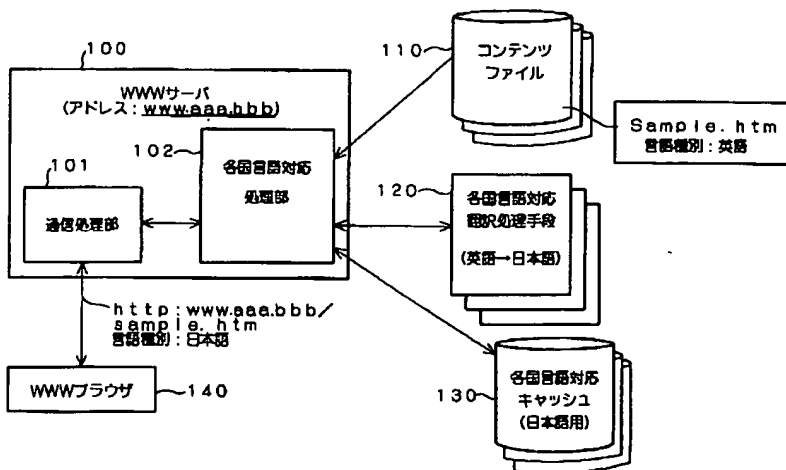 100
WWWサーバ
(アドレス:www.aaa.bbb)
102
各国言語対応
処理部
101
通信処理部
http:www.aaa.bbb/
sample.htm
言語種別:日本語
WWWブラウザ
140
110
コンテンツ
ファイル
Sample.htm
言語種別:英語
120
各国言語対応
翻訳処理手段
(英語→日本語)
130
各国言語対応
キャッシュ
(日本語用)